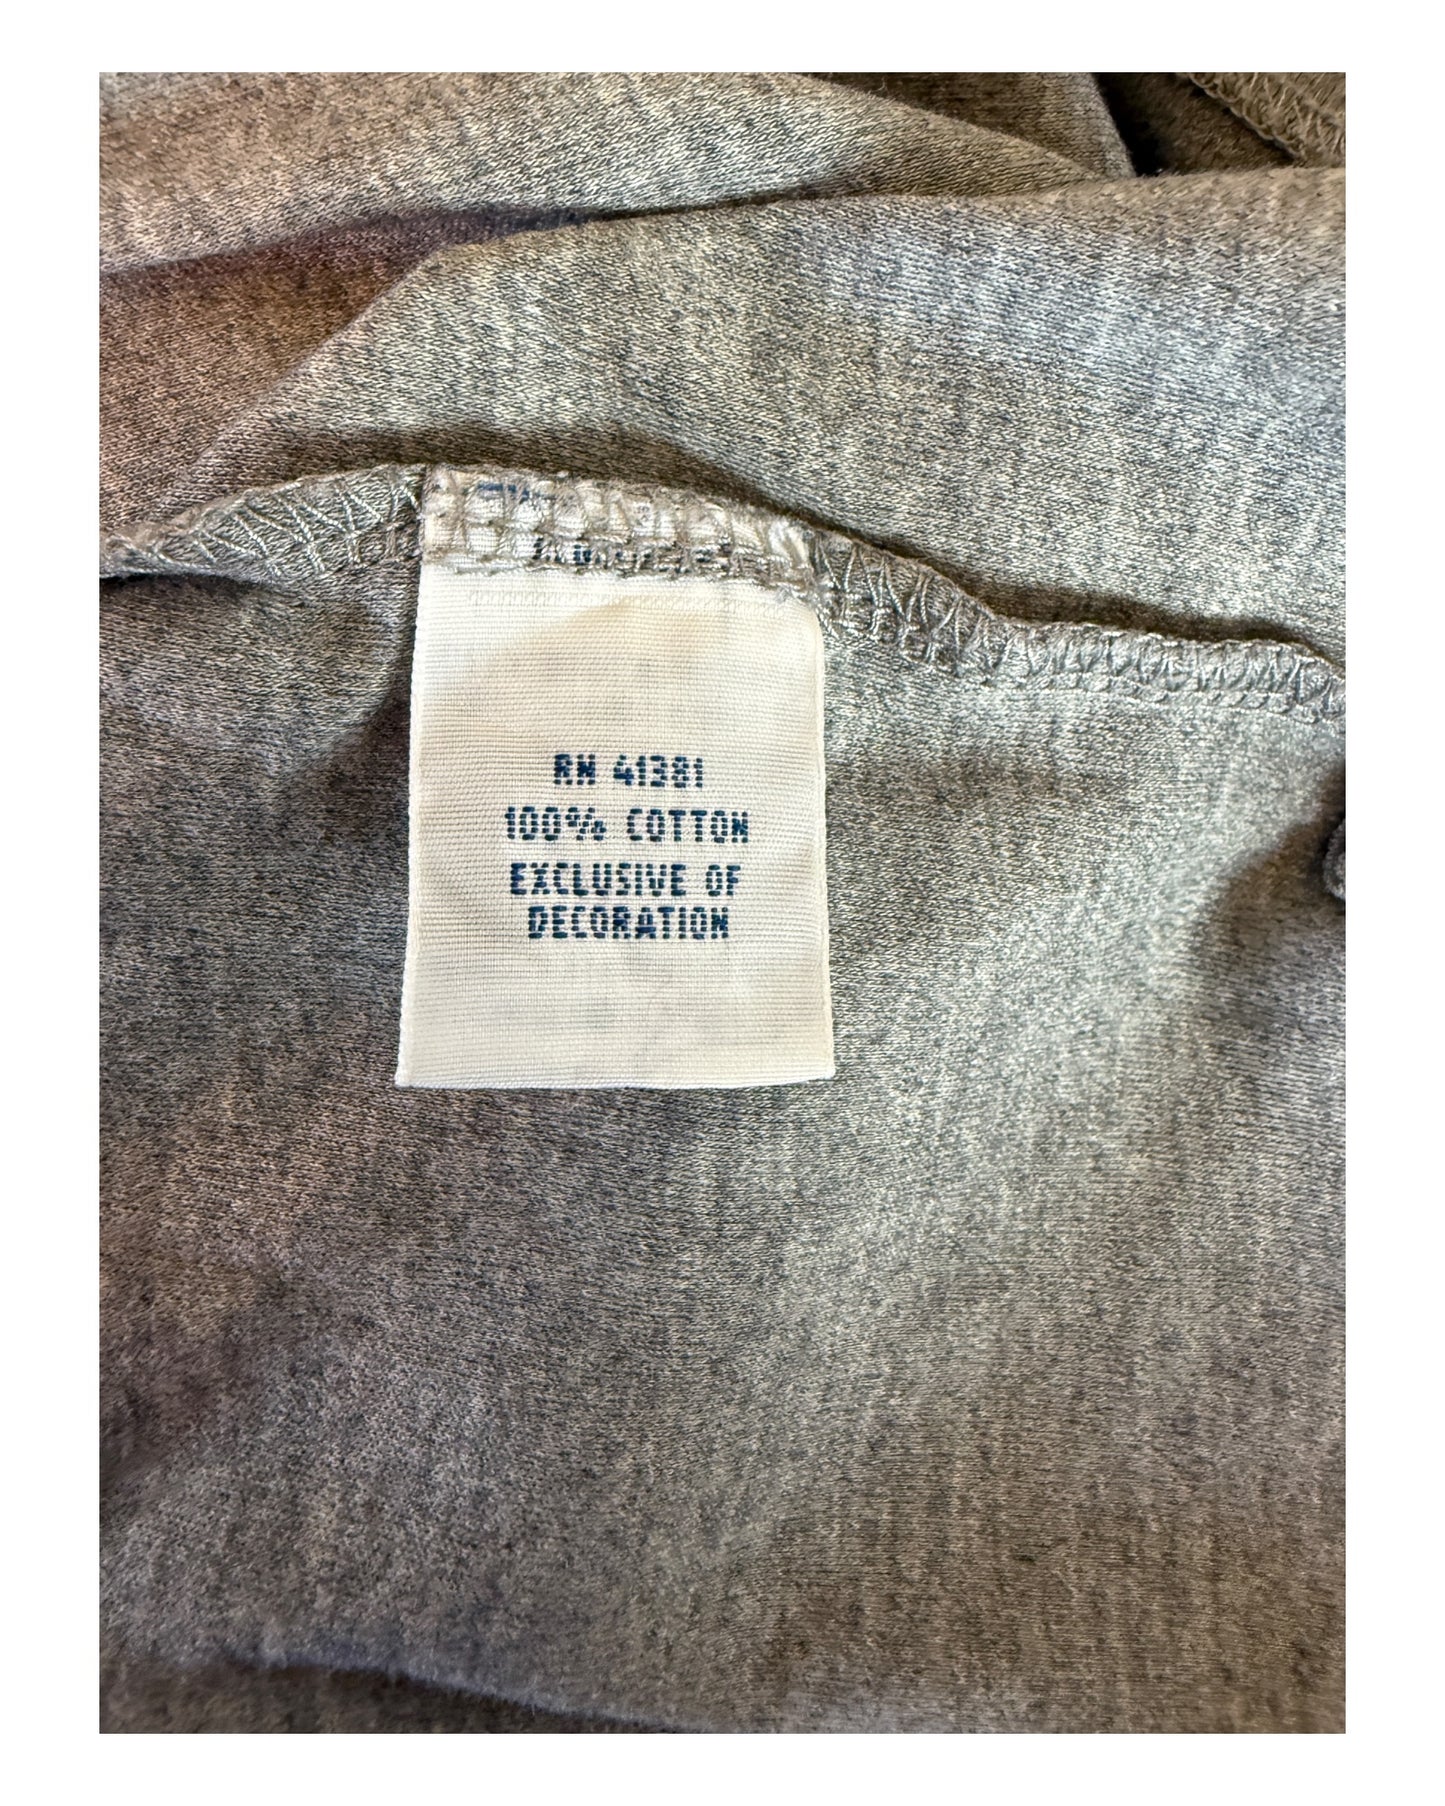 RN 41381
100% COTTON
EXCLUSIVE OF
DECORATION